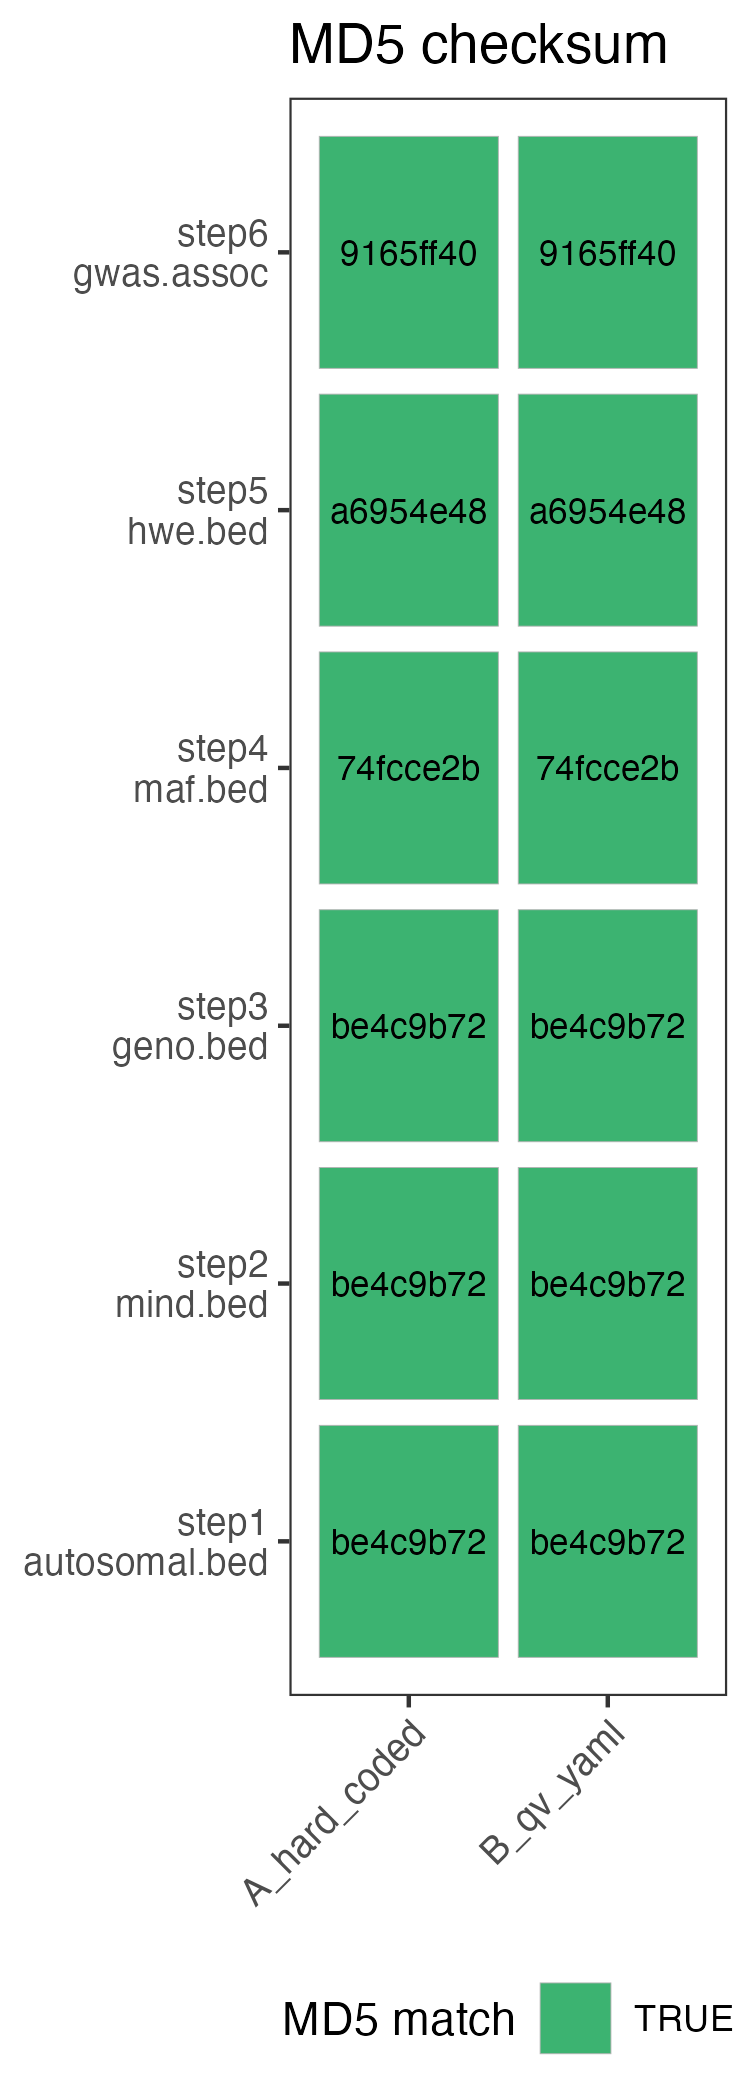 MD5 checksum
step6
gwas.assoc
9165ff40 9165ff40
step5
hwe.bed
a6954e48 a6954e48
step4
maf.bed
74fcce2b 74fcce2b
step3
geno.bed
be4c9b72 be4c9b72
step2
mind.bed
be4c9b72 be4c9b72
step1
autosomal.bed
be4c9b72 be4c9b72
A_hard_coded
B_qv_yaml
MD5 match TRUE